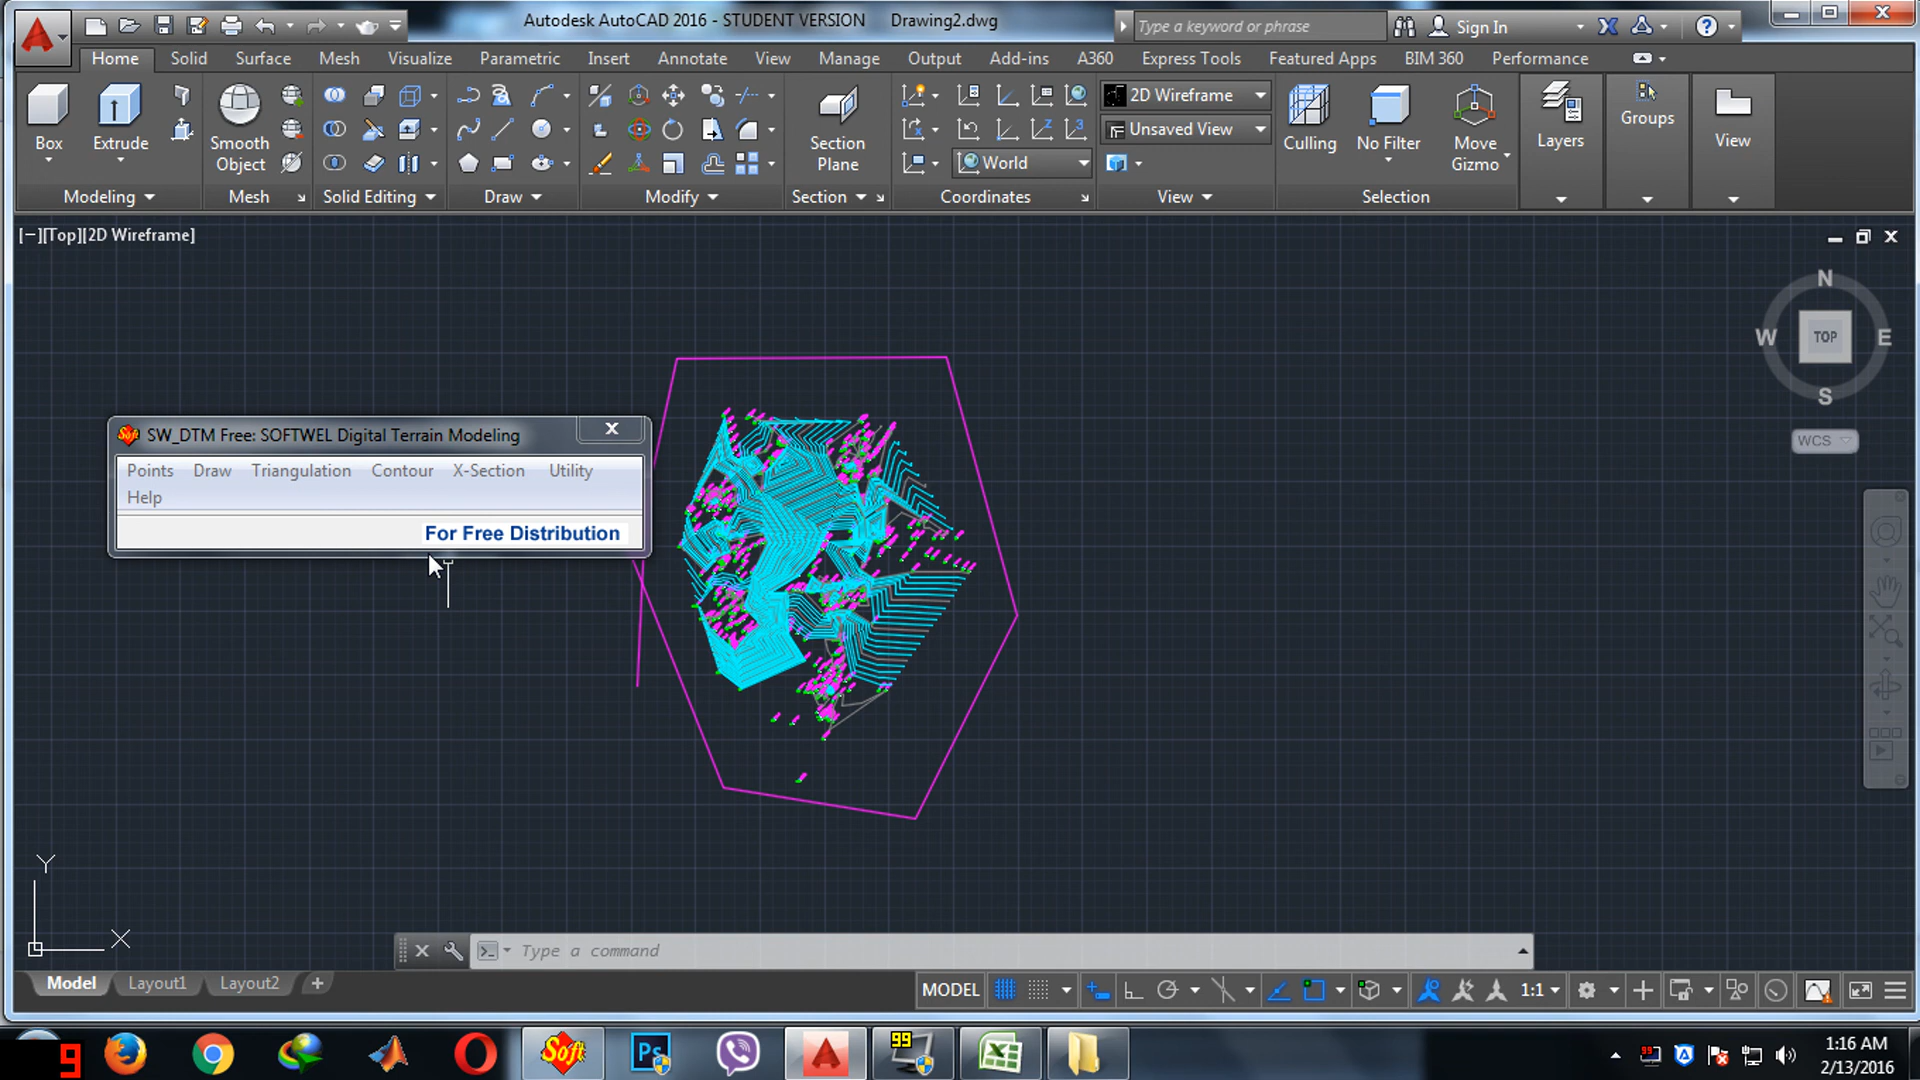 Autodesk AutoCAD 2016 - STUDENT VERSION Drawing2.dwg
Type a keyword or phrase
Sign In
Home Solid Surface Mesh Visualize Parametric Insert Annotate View Manage Output Add-ins A360 Express Tools Featured Apps BIM 360 Performance
Box
Extrude
Smooth
Object
Section
Plane
2D Wireframe
Unsaved View
World
Culling
No Filter
Move
Gizmo
Layers
Groups
View
Modeling Mesh Solid Editing Draw Modify Section Coordinates View Selection
[−][Top][2D Wireframe]
N
W TOP E
S
WCS
SW_DTM Free: SOFTWEL Digital Terrain Modeling
Points Draw Triangulation Contour X-Section Utility
Help
For Free Distribution
Y
X
Type a command
Model Layout1 Layout2 +
MODEL
1:1
9
Soft
Ps
99
99
1:16 AM
2/13/2016